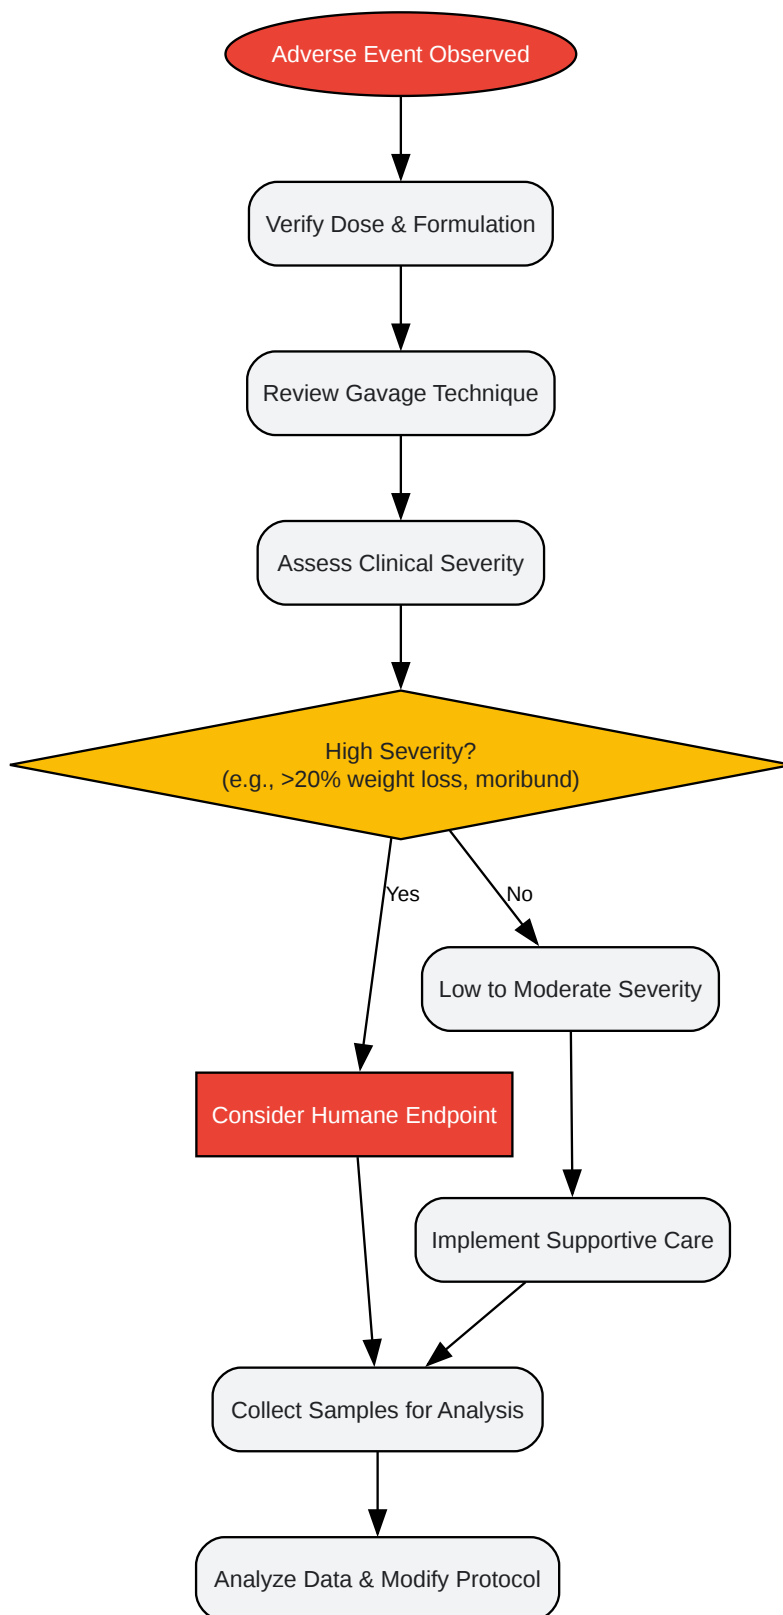 Adverse Event Observed
Verify Dose & Formulation
Review Gavage Technique
Assess Clinical Severity
High Severity?
(e.g., >20% weight loss, moribund)
Yes
No
Low to Moderate Severity
Consider Humane Endpoint
Implement Supportive Care
Collect Samples for Analysis
Analyze Data & Modify Protocol